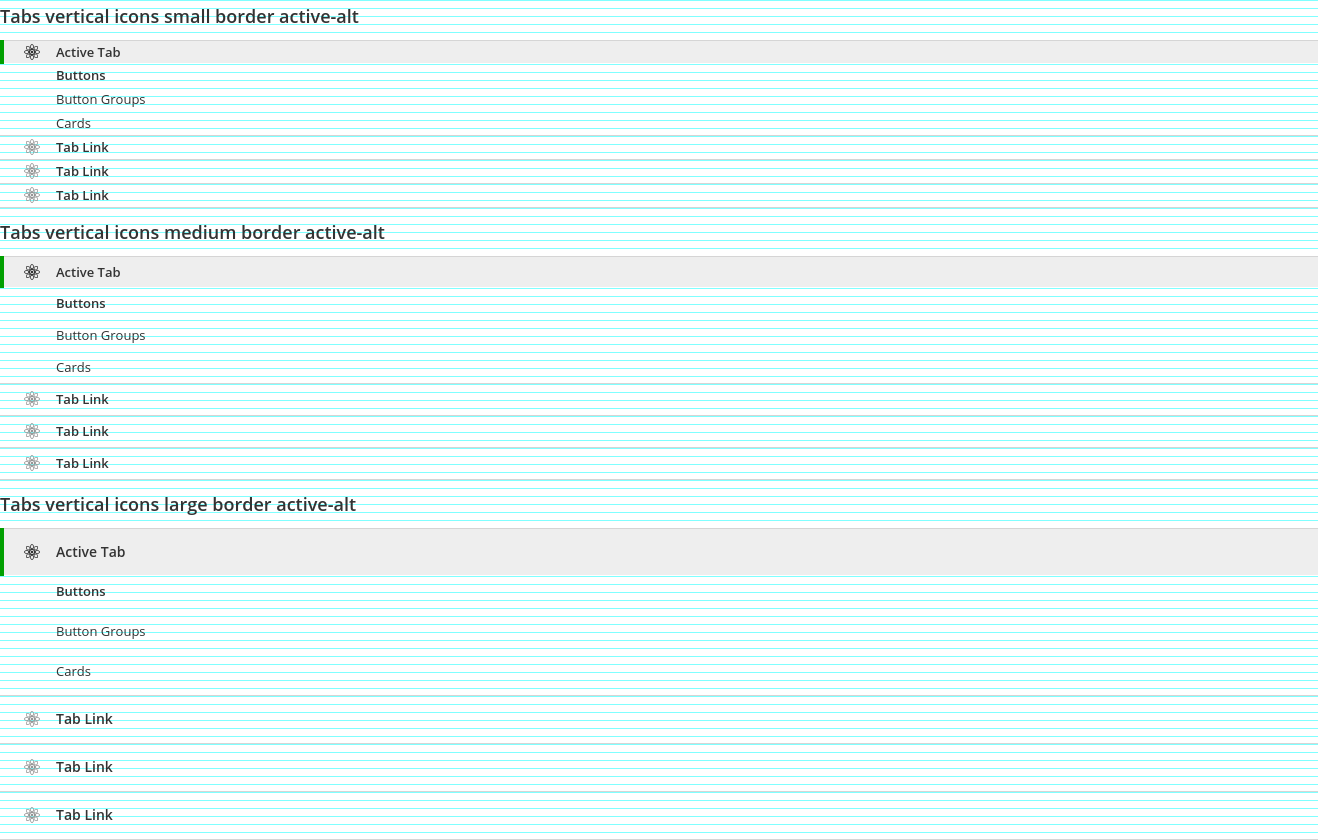 Tabs vertical icons small border active-alt
Active Tab
Buttons
Button Groups
Cards
Tab Link
Tab Link
Tab Link
Tabs vertical icons medium border active-alt
Active Tab
Buttons
Button Groups
Cards
Tab Link
Tab Link
Tab Link
Tabs vertical icons large border active-alt
Active Tab
Buttons
Button Groups
Cards
Tab Link
Tab Link
Tab Link